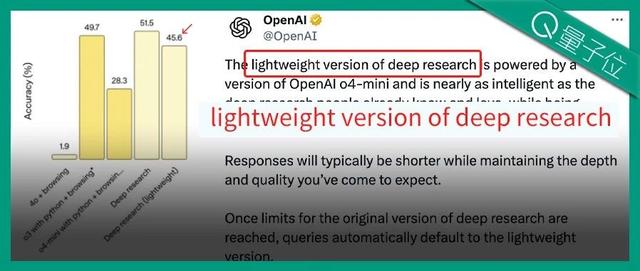 Accuracy (%)
1.9
49.7
28.3
51.5
45.6
4o + browsing
o3 with python + browsing*
o4-mini with python + browsin...
Deep research
Deep research (lightweight)
OpenAI
@OpenAI
量子位
The lightweight version of deep research is powered by a
version of OpenAI o4-mini and is nearly as intelligent as the
deep research people already know and love, while being
lightweight version of deep research
Responses will typically be shorter while maintaining the depth
and quality you've come to expect.
Once limits for the original version of deep research are
reached, queries automatically default to the lightweight
version.